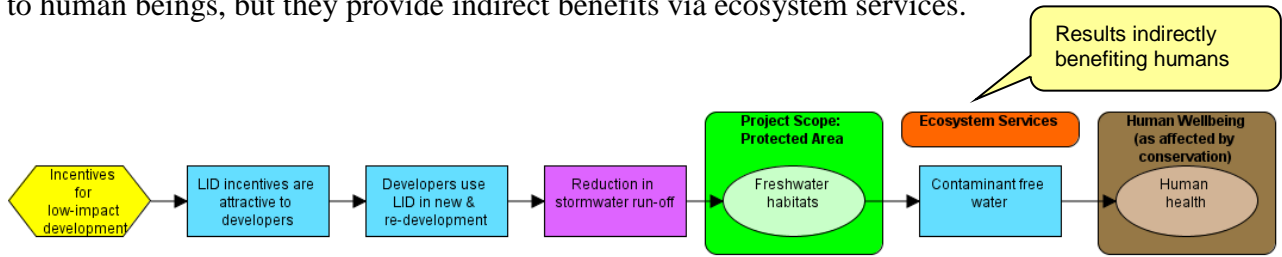 to human beings, but they provide indirect benefits via ecosystem services.
Results indirectly
benefiting humans
Incentives
for
low-impact
development
LID incentives are
attractive to
developers
Developers use
LID in new &
re-development
Reduction in
stormwater run-off
Project Scope:
Protected Area
Freshwater
habitats
Ecosystem Services
Contaminant free
water
Human Wellbeing
(as affected by
conservation)
Human
health